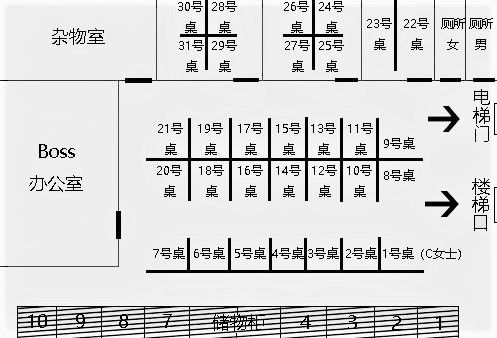 杂物室
30号桌 28号桌
31号桌 29号桌
26号桌 24号桌
27号桌 25号桌
23号桌 22号桌
厕所女 厕所男
电梯门
Boss
办公室
21号桌 19号桌 17号桌 15号桌 13号桌 11号桌 9号桌
20号桌 18号桌 16号桌 14号桌 12号桌 10号桌 8号桌
楼梯口
7号桌 6号桌 5号桌 4号桌 3号桌 2号桌 1号桌 (C女士)
10 9 8 7 储物柜 4 3 2 1